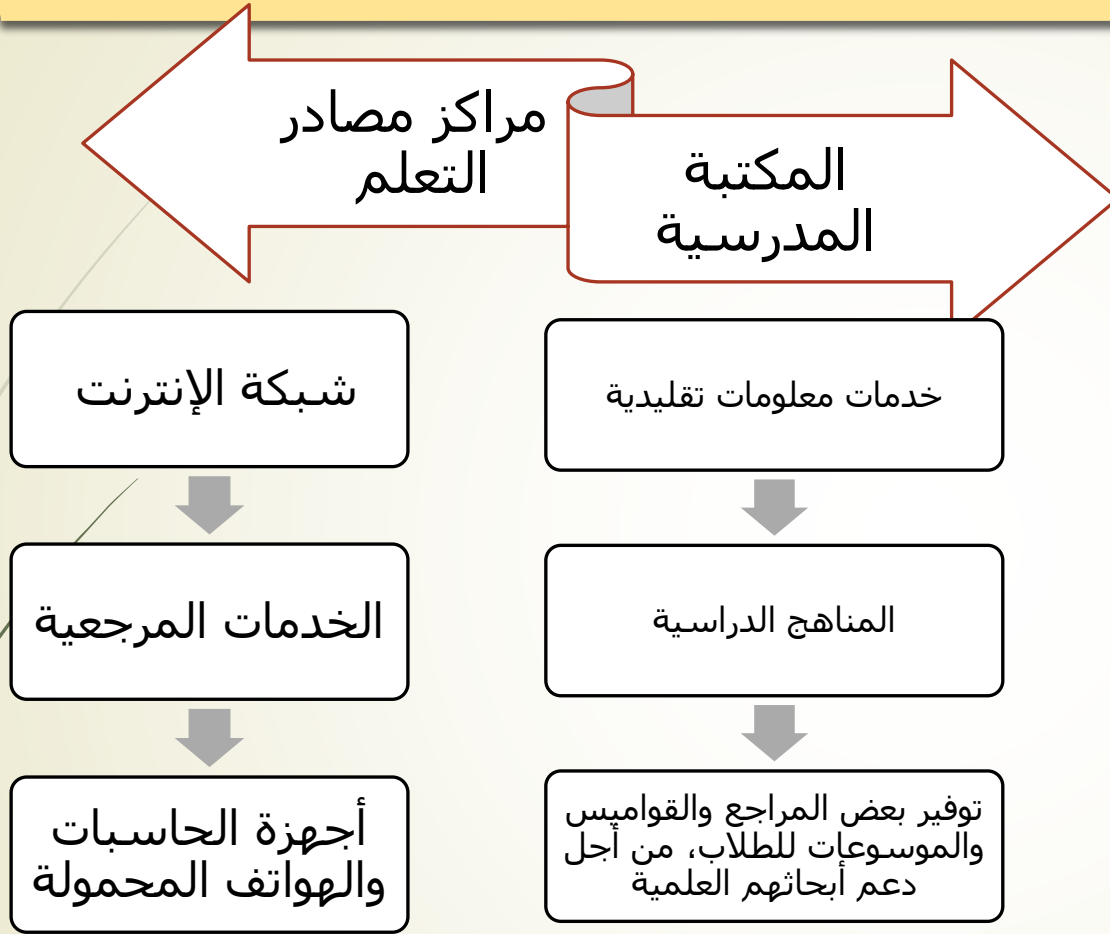 المكتبة
المدرسية
خدمات معلومات تقليدية
المناهج الدراسية
توفير بعض المراجع والقواميس
والموسوعات للطلاب، من أجل
دعم أبحاثهم العلمية
مراكز مصادر
التعلم
شبكة الإنترنت
الخدمات المرجعية
أجهزة الحاسبات
والهواتف المحمولة